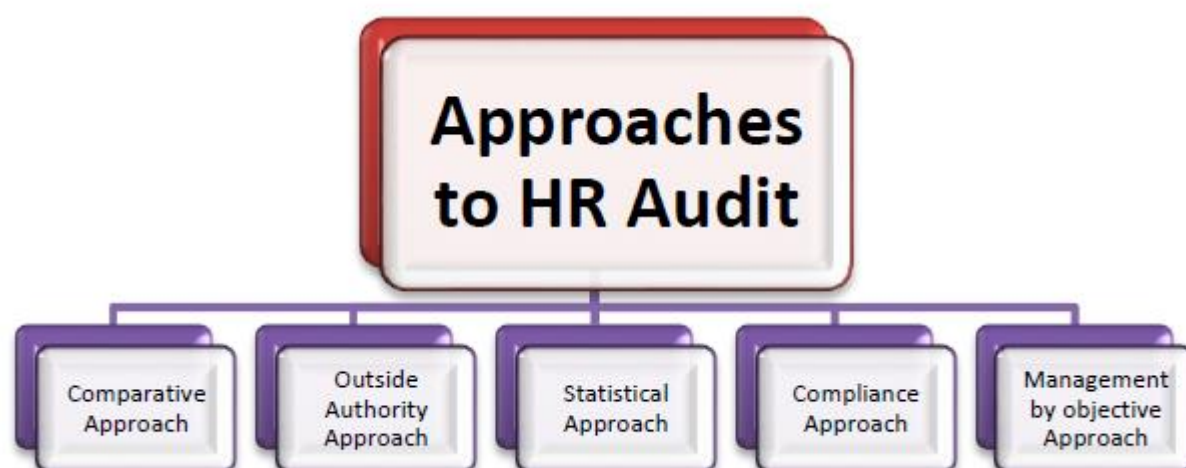 Approaches
to HR Audit
Comparative
Approach
Outside
Authority
Approach
Statistical
Approach
Compliance
Approach
Management
by objective
Approach